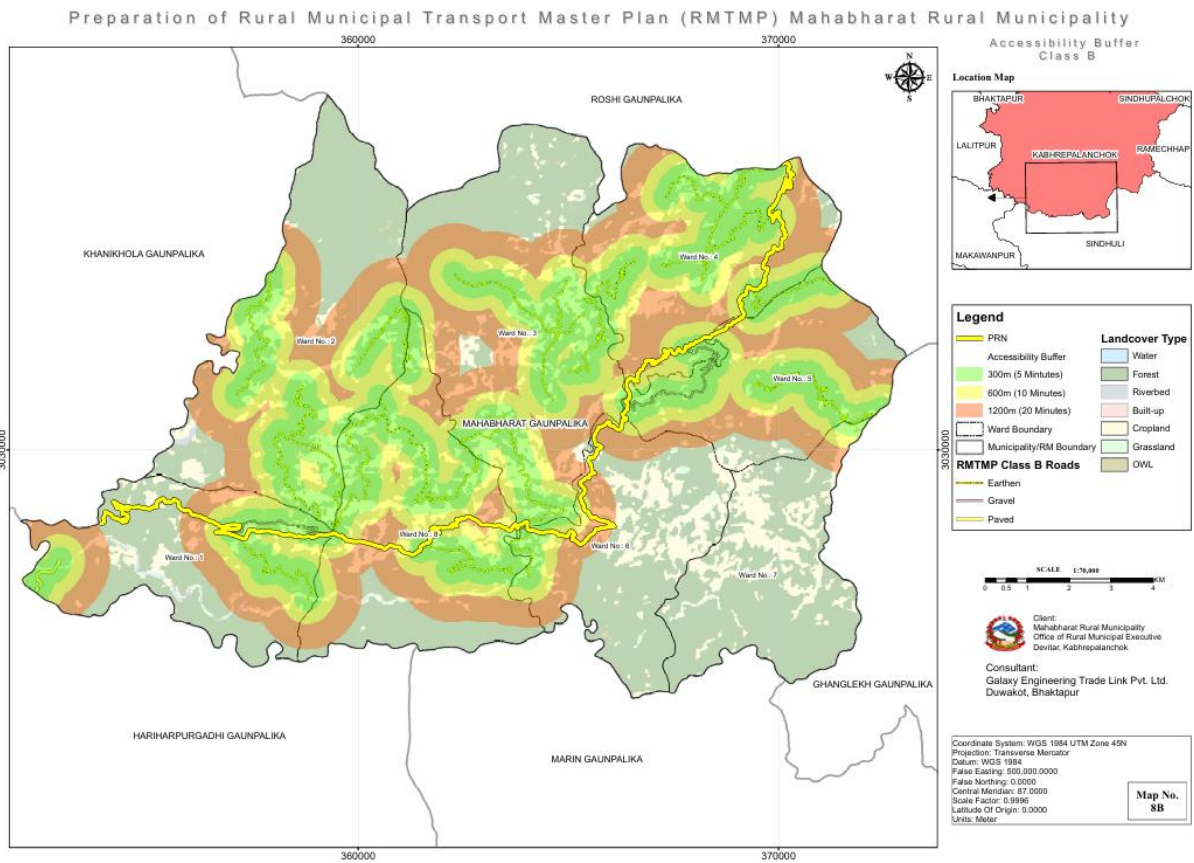 Preparation of Rural Municipal Transport Master Plan (RMTMP) Mahabharat Rural Municipality
360000
370000
Accessibility Buffer
Class B
N
W E
S
ROSHI GAUNPALIKA
KHANIKHOLA GAUNPALIKA
Ward No.: 4
Ward No.: 3
Ward No.: 2
Ward No.: 5
MAHABHARAT GAUNPALIKA
3030000
3030000
Ward No.: 8
Ward No.: 6
Ward No.: 1
Ward No.: 7
GHANGLEKH GAUNPALIKA
HARIHARPURGADHI GAUNPALIKA
MARIN GAUNPALIKA
360000
370000
Location Map
BHAKTAPUR
SINDHUPALCHOK
LALITPUR
RAMECHHAP
KABHREPALANCHOK
SINDHULI
MAKAWANPUR
Legend
PRN
Accessibility Buffer
300m (5 Mintutes)
600m (10 Minutes)
1200m (20 Minutes)
Ward Boundary
Municipality/RM Boundary
RMTMP Class B Roads
Earthen
Gravel
Paved
Landcover Type
Water
Forest
Riverbed
Built-up
Cropland
Grassland
OWL
SCALE 1:70,000
0 0.5 1 2 3 4 KM
Client:
Mahabharat Rural Municipality
Office of Rural Municipal Executive
Devitar, Kabhrepalanchok
Consultant:
Galaxy Engineering Trade Link Pvt. Ltd.
Duwakot, Bhaktapur
Coordinate System: WGS 1984 UTM Zone 45N
Projection: Transverse Mercator
Datum: WGS 1984
False Easting: 500,000.0000
False Northing: 0.0000
Central Meridian: 87.0000
Scale Factor: 0.9996
Latitude Of Origin: 0.0000
Units: Meter
Map No.
8B